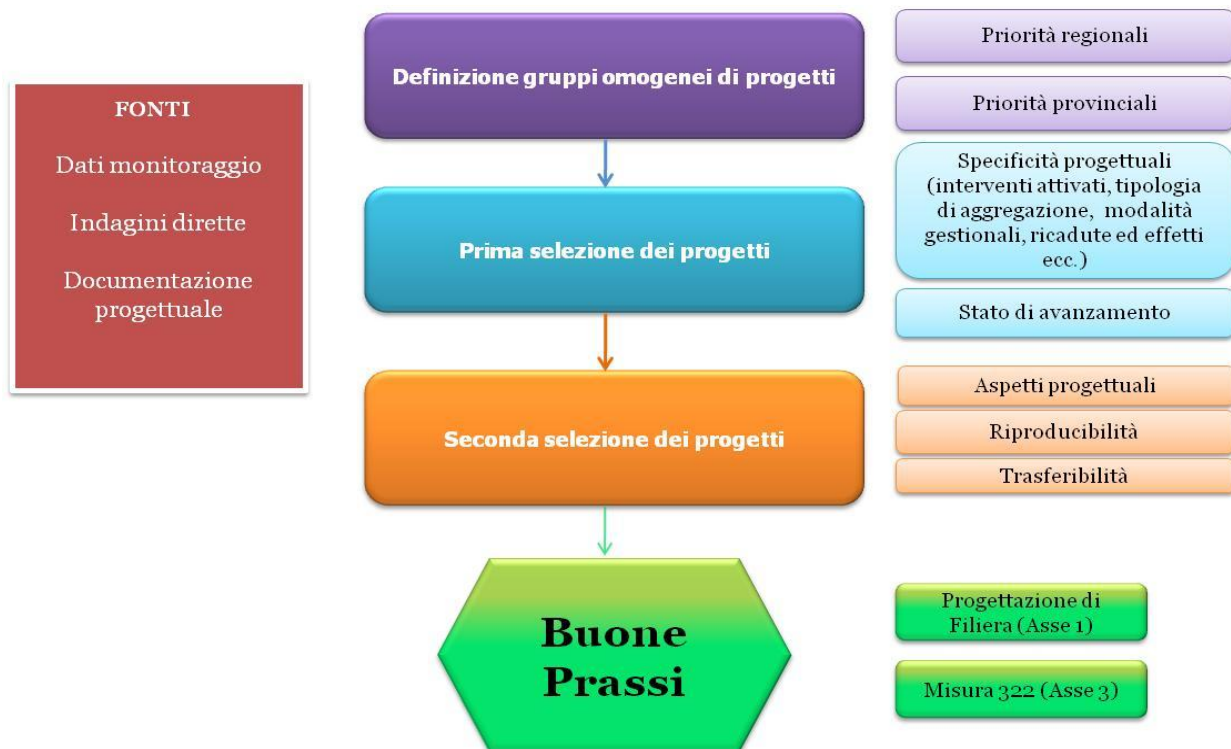 FONTI
Dati monitoraggio
Indagini dirette
Documentazione
progettuale
Definizione gruppi omogenei di progetti
Priorità regionali
Priorità provinciali
Prima selezione dei progetti
Specificità progettuali
(interventi attivati, tipologia
di aggregazione, modalità
gestionali, ricadute ed effetti
ecc.)
Stato di avanzamento
Seconda selezione dei progetti
Aspetti progettuali
Riproducibilità
Trasferibilità
Buone
Prassi
Progettazione di
Filiera (Asse 1)
Misura 322 (Asse 3)